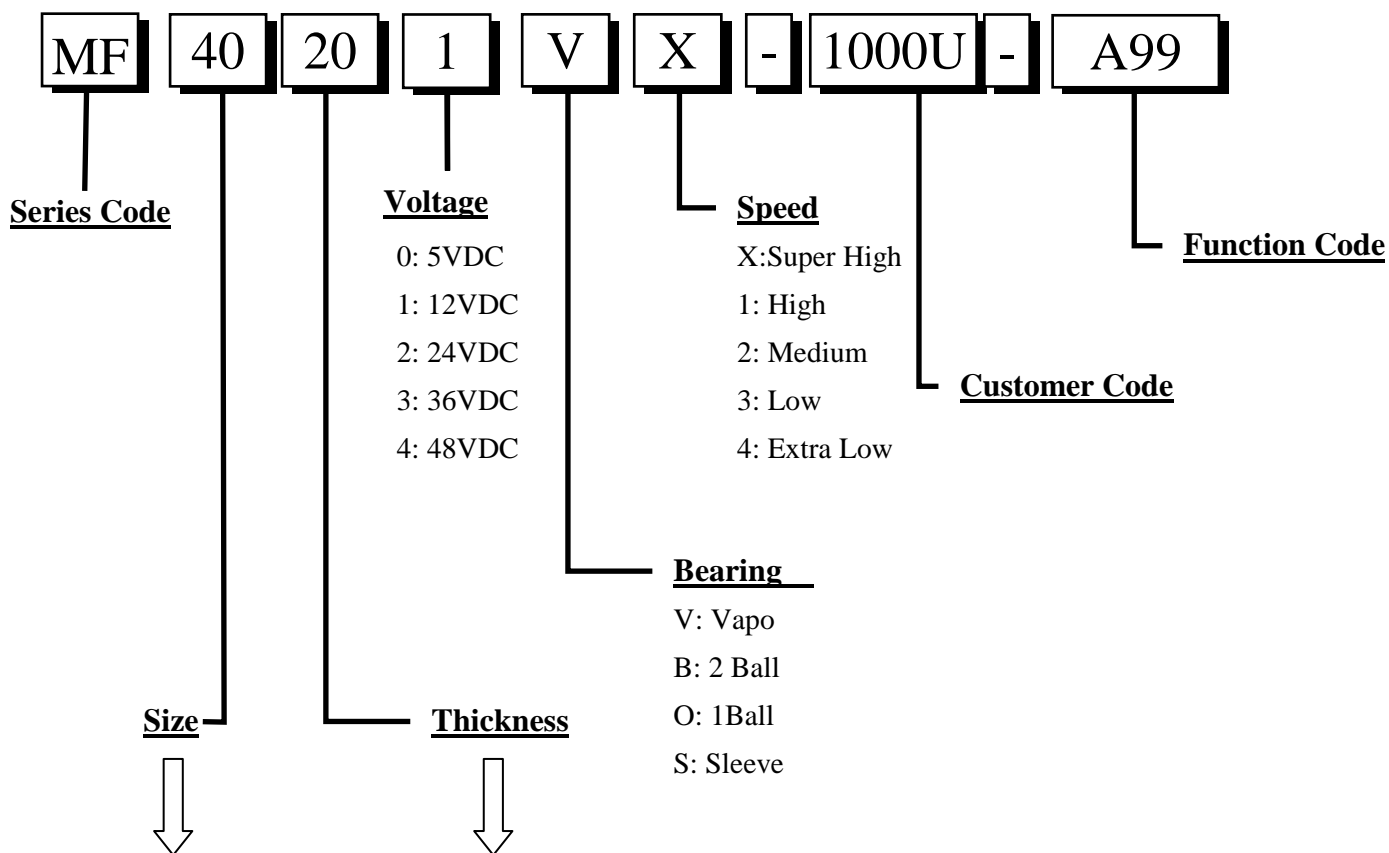 MF 40 20 1 V X - 1000U - A99
Series Code
Voltage
0: 5VDC
1: 12VDC
2: 24VDC
3: 36VDC
4: 48VDC
Speed
X:Super High
1: High
2: Medium
3: Low
4: Extra Low
Function Code
Customer Code
Bearing
V: Vapo
B: 2 Ball
O: 1Ball
S: Sleeve
Size
Thickness